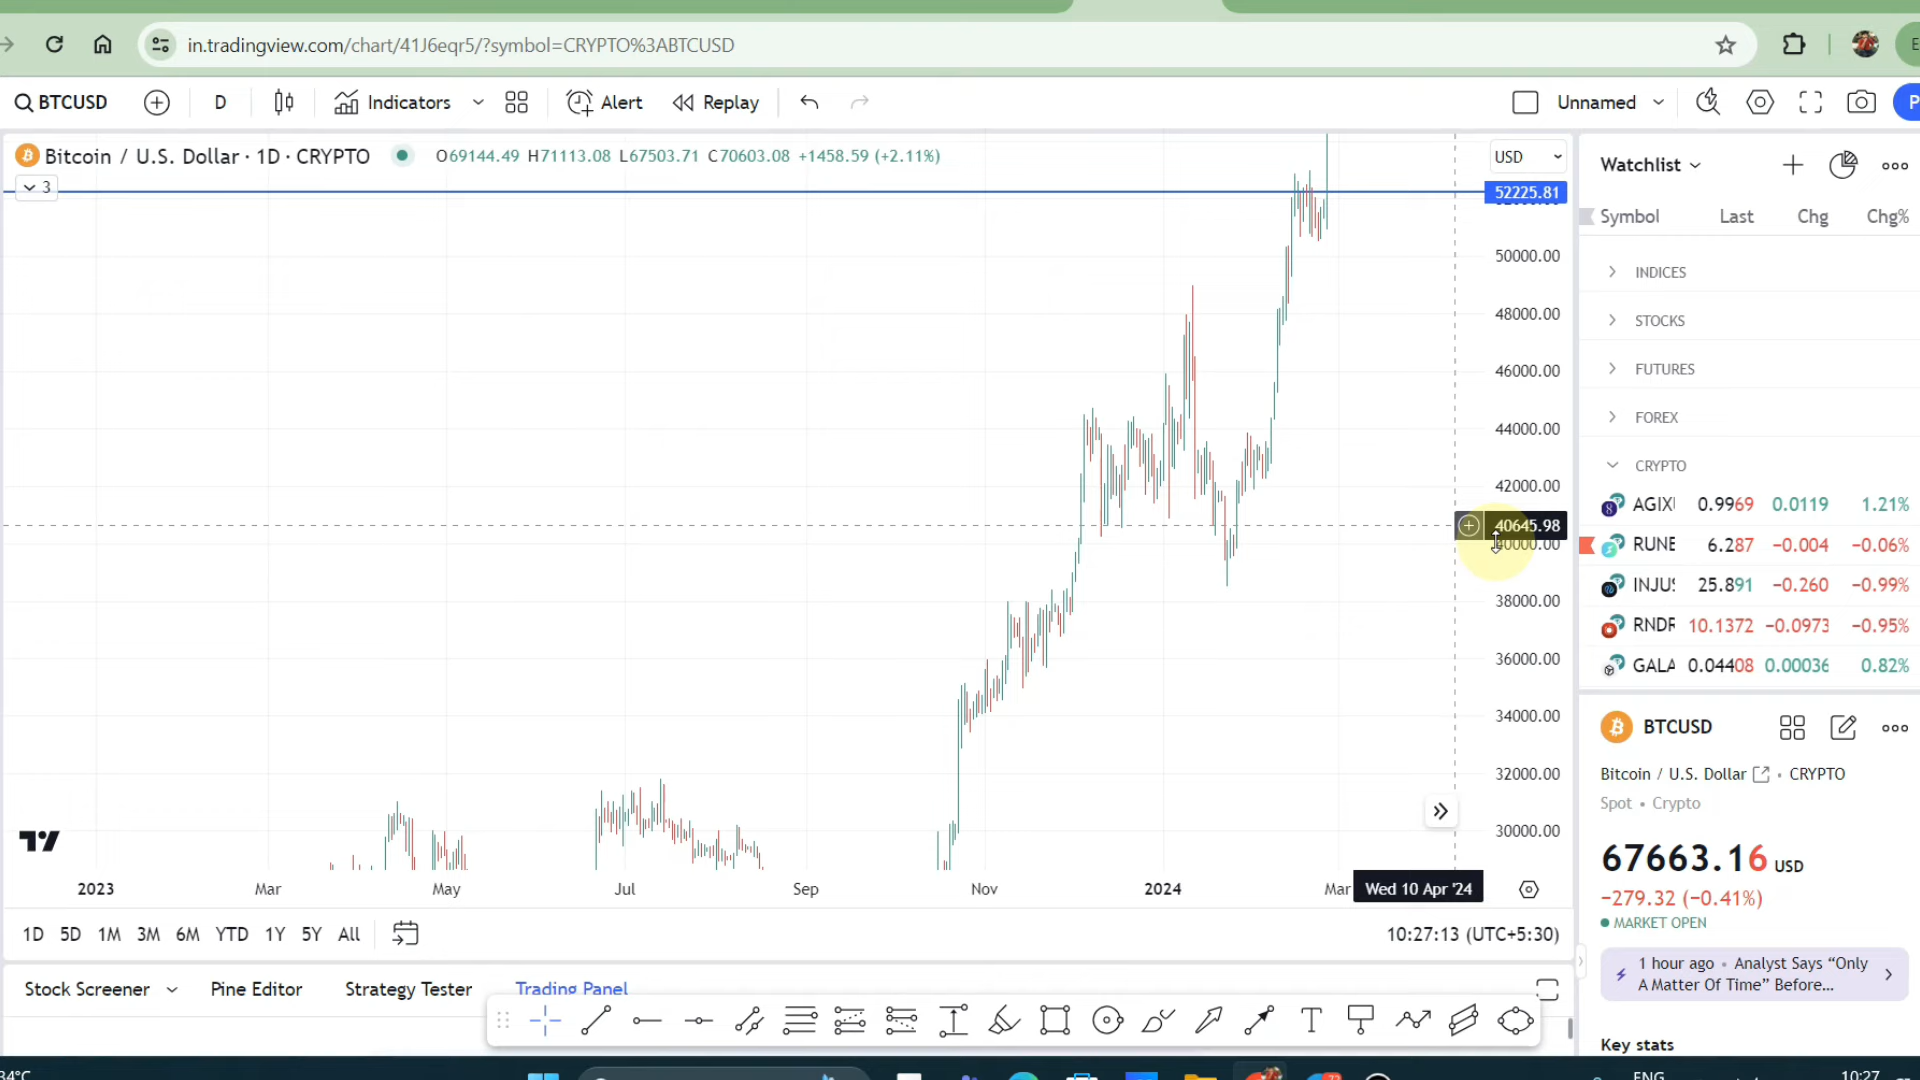 in.tradingview.com/chart/41J6eqr5/?symbol=CRYPTO%3ABTCUSD
BTCUSD D Indicators Alert Replay Unnamed
Bitcoin / U.S. Dollar · 1D · CRYPTO O69144.49 H71113.08 L67503.71 C70603.08 +1458.59 (+2.11%)
3
USD
52225.81
50000.00
48000.00
46000.00
44000.00
42000.00
40645.98
40000.00
38000.00
36000.00
34000.00
32000.00
30000.00
2023 Mar May Jul Sep Nov 2024 Mar Wed 10 Apr '24
1D 5D 1M 3M 6M YTD 1Y 5Y All 10:27:13 (UTC+5:30)
Stock Screener Pine Editor Strategy Tester Trading Panel
Watchlist
Symbol Last Chg Chg%
INDICES
STOCKS
FUTURES
FOREX
CRYPTO
AGIX 0.9969 0.0119 1.21%
RUNE 6.287 −0.004 −0.06%
INJUS 25.891 −0.260 −0.99%
RNDR 10.1372 −0.0973 −0.95%
GALA 0.04408 0.00036 0.82%
BTCUSD
Bitcoin / U.S. Dollar • CRYPTO
Spot • Crypto
67663.16 USD
−279.32 (−0.41%)
MARKET OPEN
1 hour ago • Analyst Says “Only
A Matter Of Time” Before...
Key stats
34°C
ENG
10:27